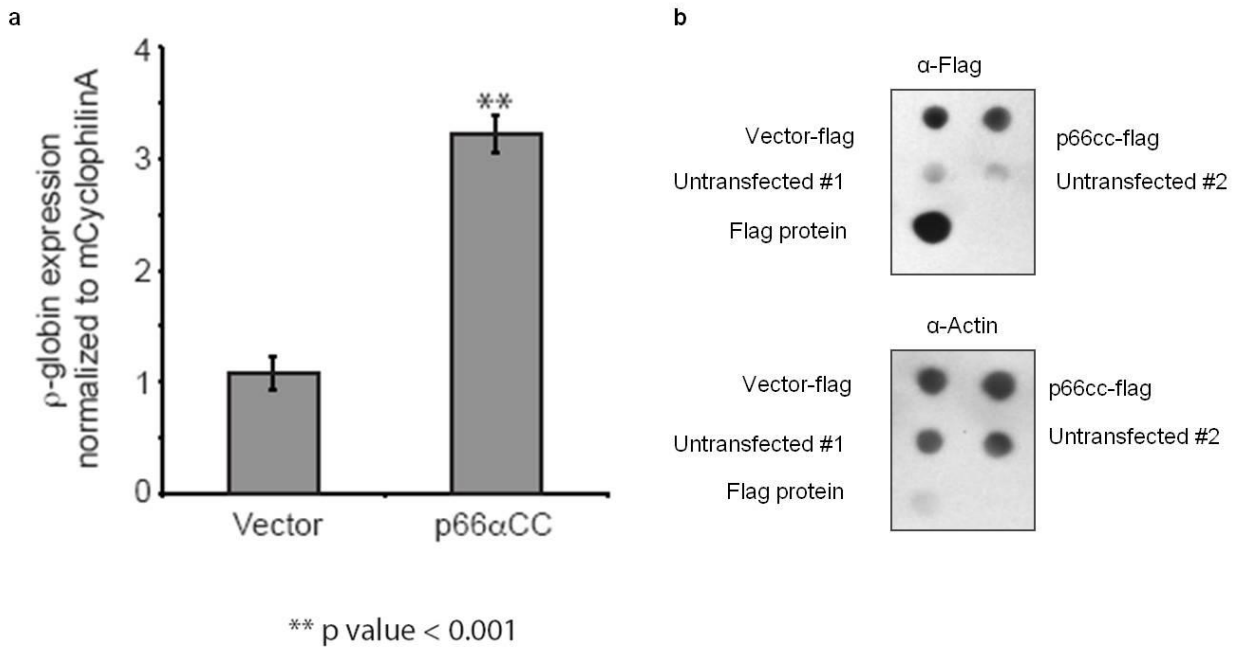 a
ρ-globin expression
normalized to mCyclophilinA
4
3
2
1
0
**
Vector
p66αCC
** p value < 0.001
b
α-Flag
Vector-flag
p66cc-flag
Untransfected #1
Untransfected #2
Flag protein
α-Actin
Vector-flag
p66cc-flag
Untransfected #1
Untransfected #2
Flag protein